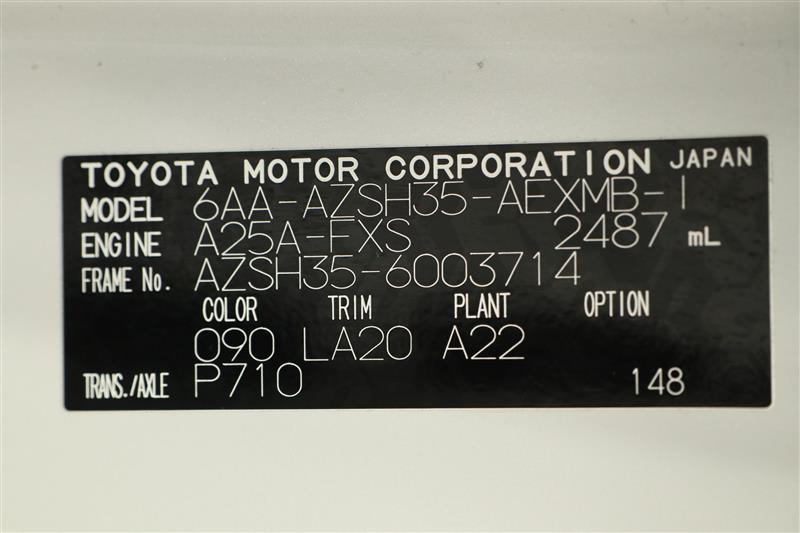 TOYOTA MOTOR CORPORATION JAPAN
MODEL 6AA-AZSH35-AEXMB-I
ENGINE A25A-FXS 2487 mL
FRAME No. AZSH35-6003714
COLOR TRIM PLANT OPTION
090 LA20 A22
TRANS./AXLE P710 148